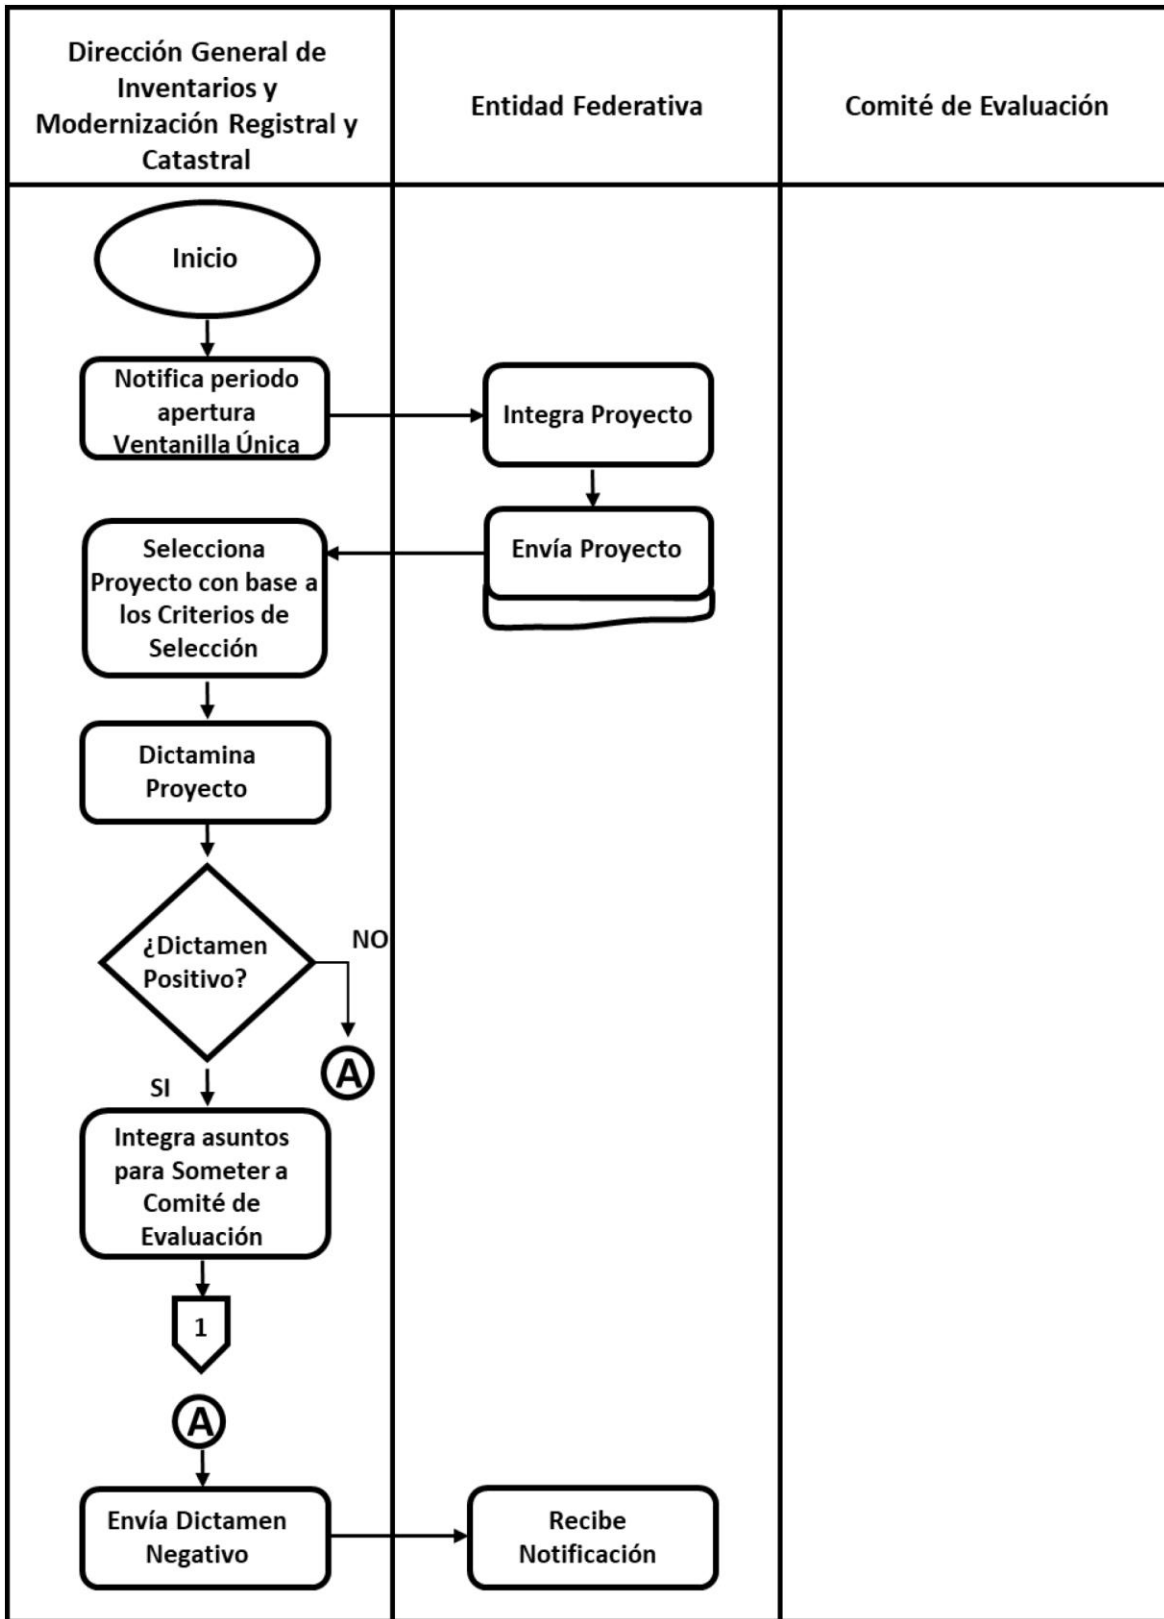 Dirección General de
Inventarios y
Modernización Registral y
Catastral
Entidad Federativa
Comité de Evaluación
Inicio
Notifica periodo
apertura
Ventanilla Única
Integra Proyecto
Envía Proyecto
Selecciona
Proyecto con base a
los Criterios de
Selección
Dictamina
Proyecto
¿Dictamen
Positivo?
NO
A
SI
Integra asuntos
para Someter a
Comité de
Evaluación
1
A
Envía Dictamen
Negativo
Recibe
Notificación